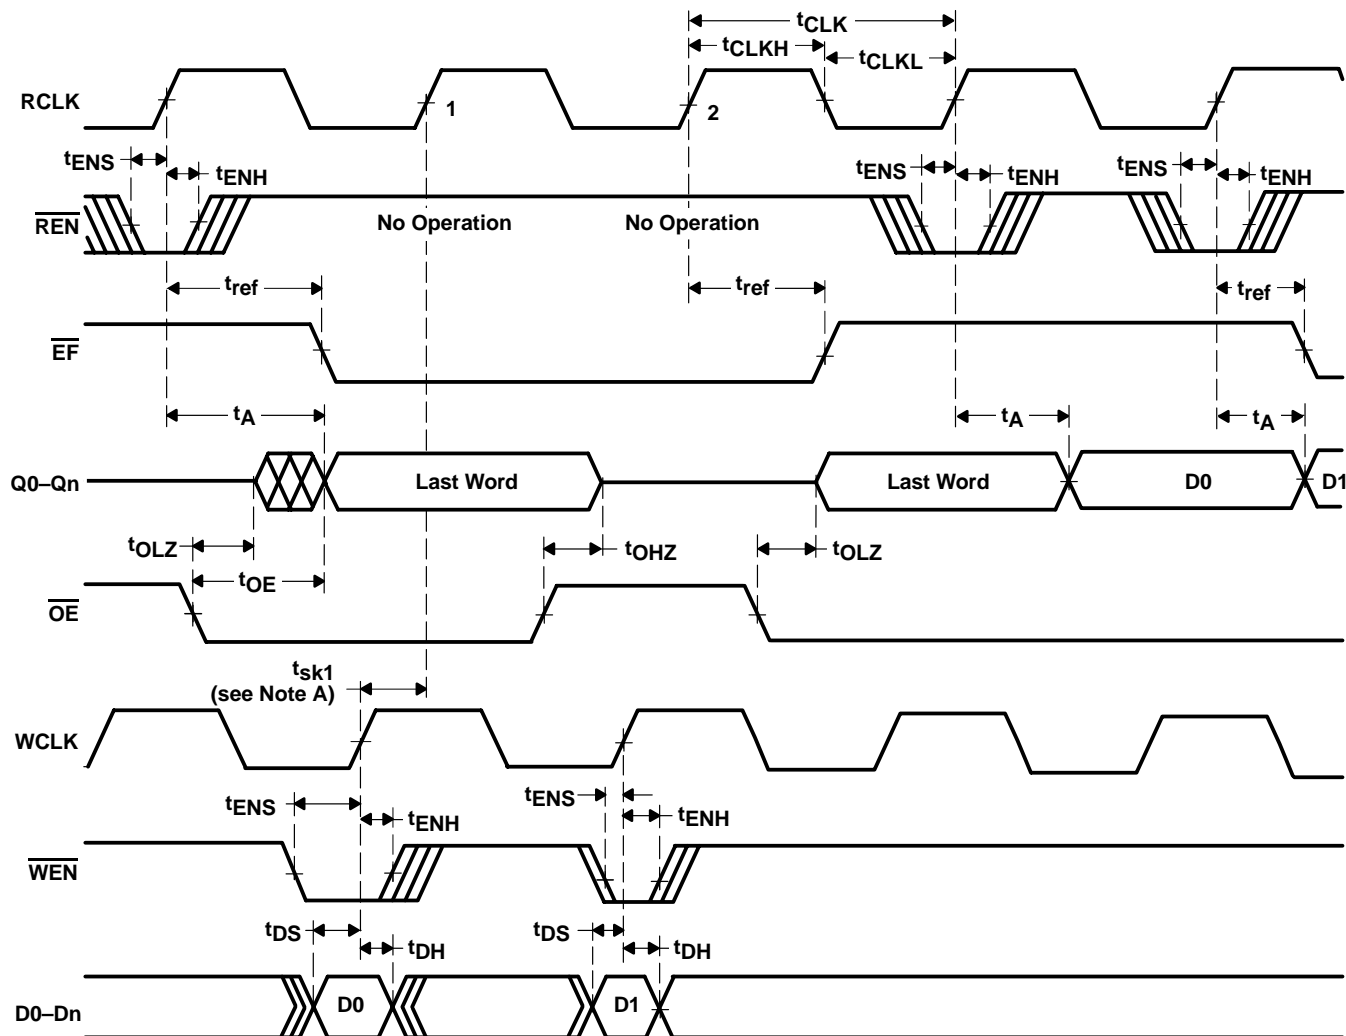 tCLK
tCLKH
tCLKL
RCLK
1
2
tENS
tENH
tENS
tENH
tENS
tENH
REN
No Operation
No Operation
tref
tref
tref
EF
tA
tA
tA
Q0–Qn
Last Word
Last Word
D0
D1
tOLZ
tOHZ
tOLZ
tOE
OE
tsk1
(see Note A)
WCLK
tENS
tENH
tENS
tENH
WEN
tDS
tDH
tDS
tDH
D0–Dn
D0
D1